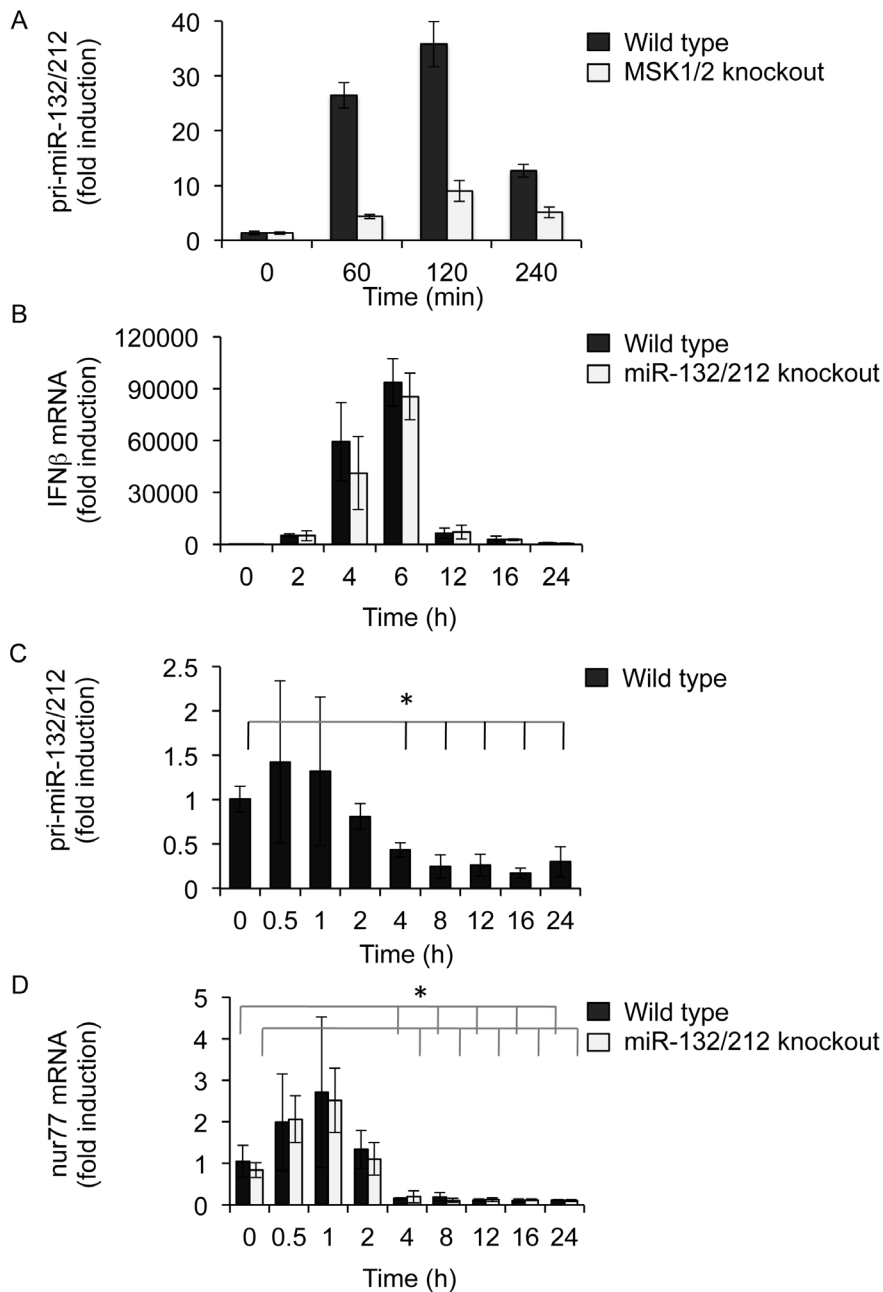 A
pri-miR-132/212
(fold induction)
40
30
20
10
0
0 60 120 240
Time (min)
Wild type
MSK1/2 knockout
B
IFNβ mRNA
(fold induction)
120000
90000
60000
30000
0
0 2 4 6 12 16 24
Time (h)
Wild type
miR-132/212 knockout
C
pri-miR-132/212
(fold induction)
2.5
2
1.5
1
0.5
0
*
0 0.5 1 2 4 8 12 16 24
Time (h)
Wild type
D
nur77 mRNA
(fold induction)
5
4
3
2
1
0
*
0 0.5 1 2 4 8 12 16 24
Time (h)
Wild type
miR-132/212 knockout